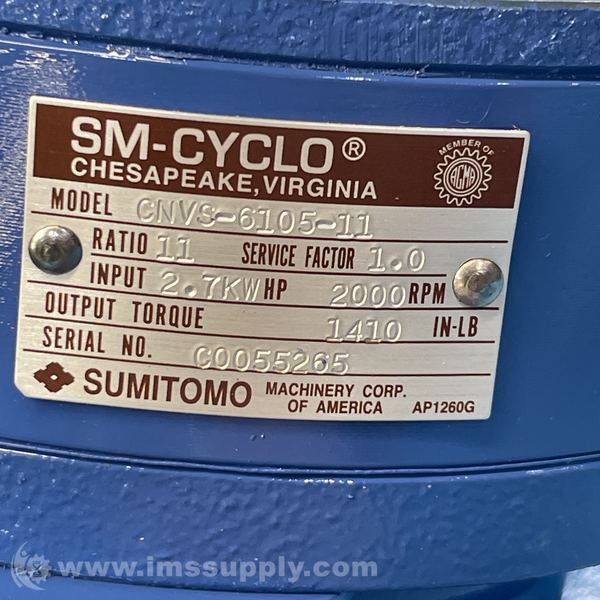 SM-CYCLO®
CHESAPEAKE, VIRGINIA
MEMBER OF
AGMA
MODEL CNVS-6105-11
RATIO 11 SERVICE FACTOR 1.0
INPUT 2.7KW HP 2000 RPM
OUTPUT TORQUE 1410 IN-LB
SERIAL NO. C0055265
SUMITOMO MACHINERY CORP.
OF AMERICA AP1260G
www.imssupply.com